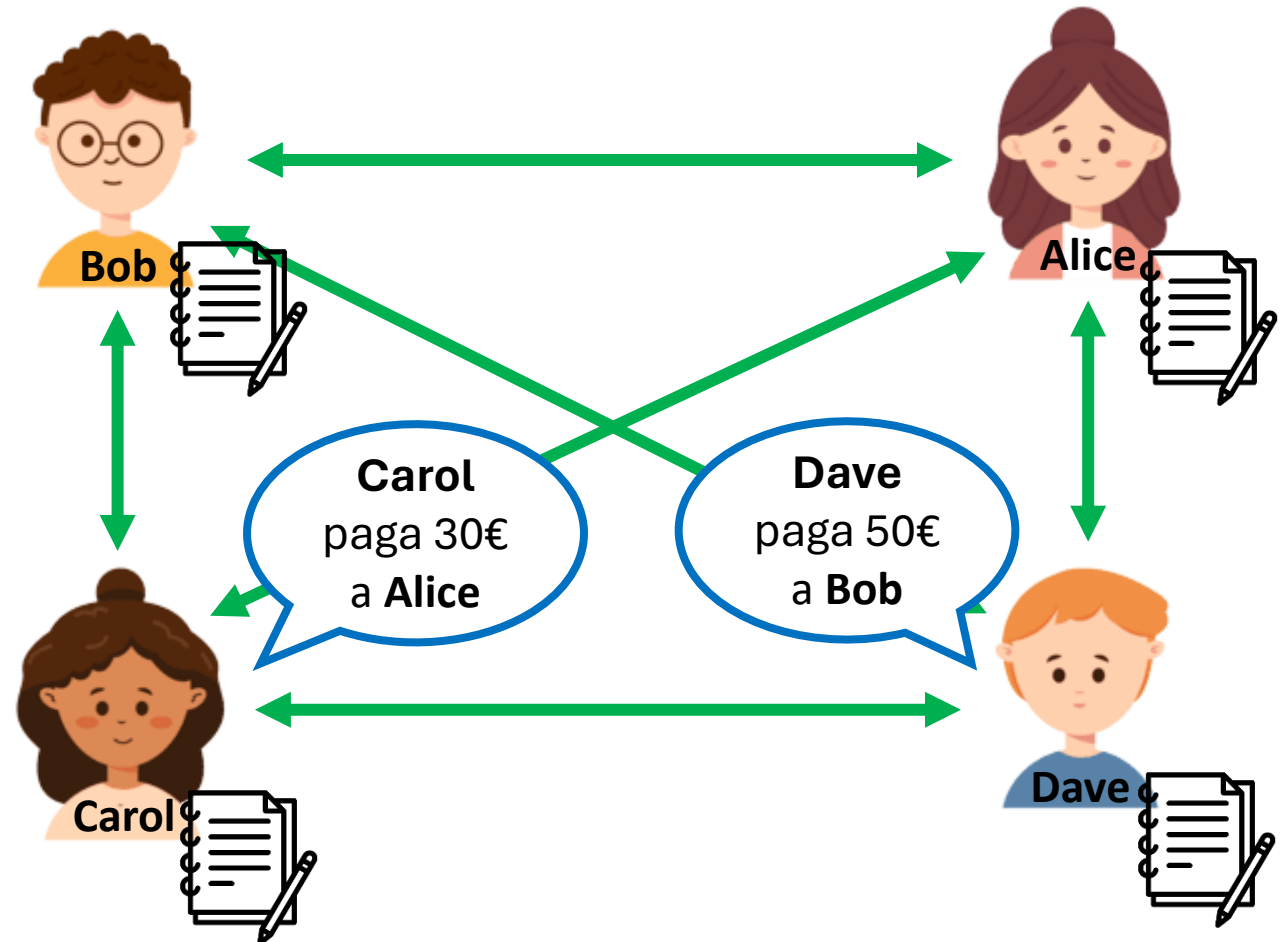 Bob
Alice
Carol
paga 30€
a Alice
Dave
paga 50€
a Bob
Carol
Dave